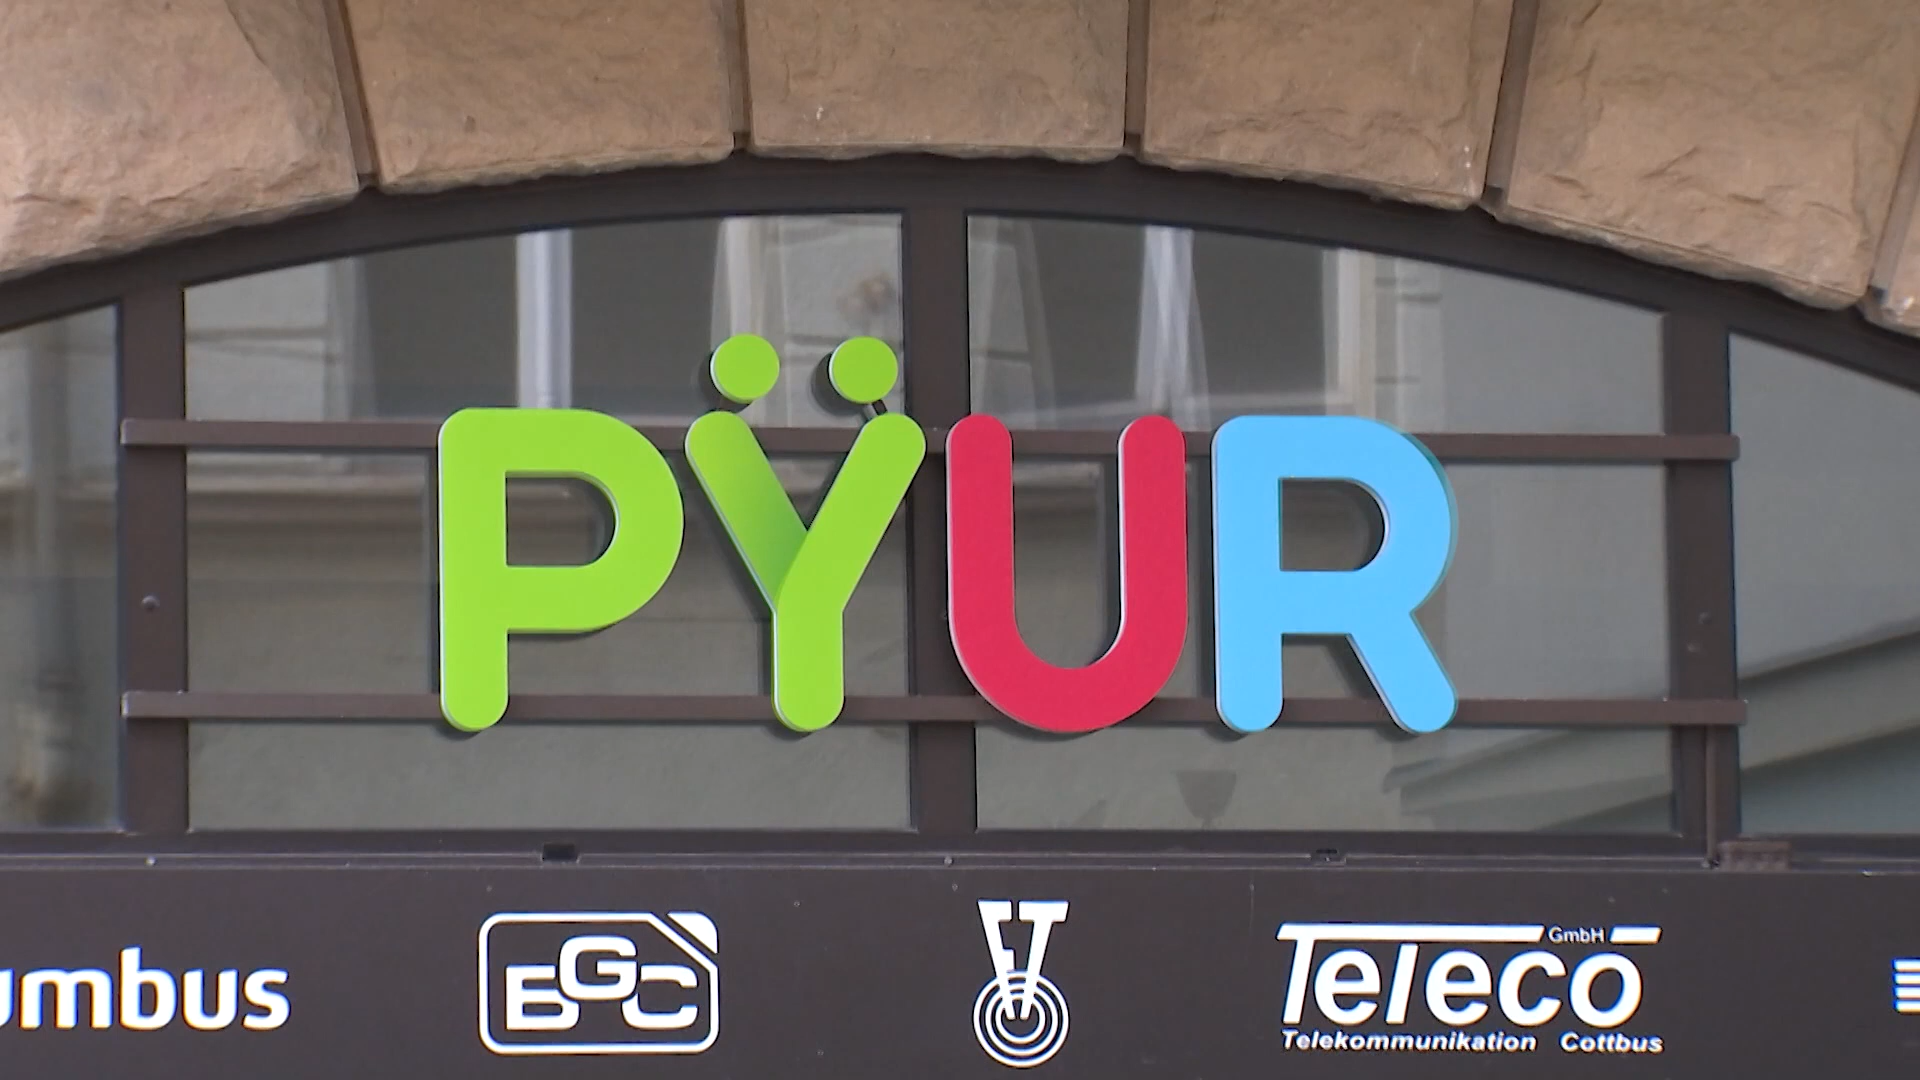 PŸUR
umbus
BGC
GmbH
Teleco
Telekommunikation Cottbus